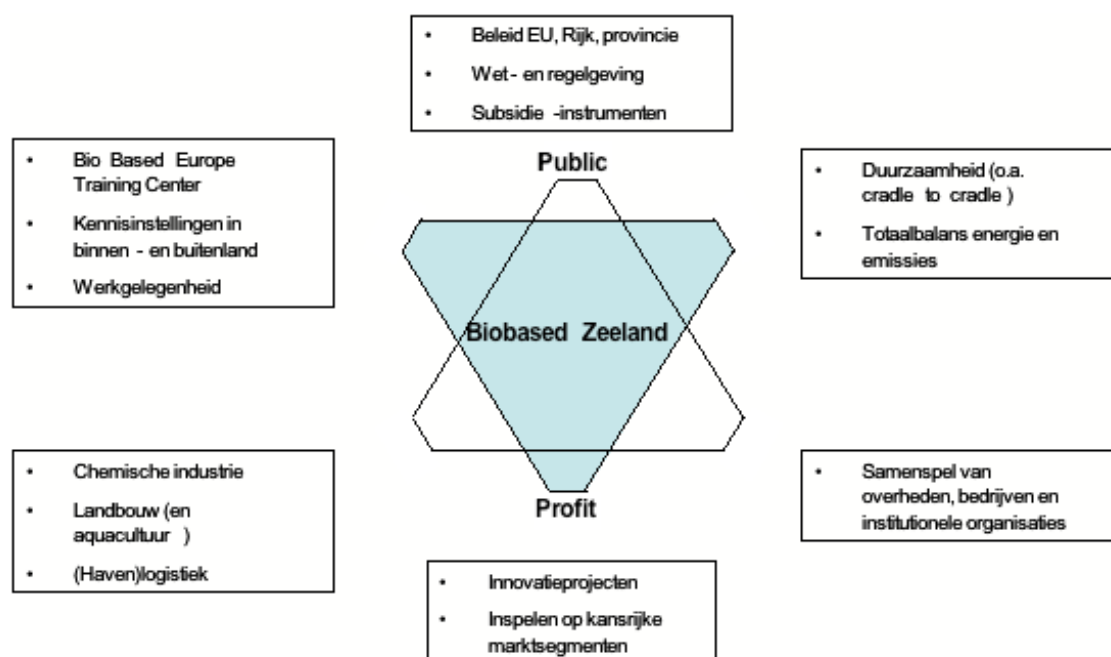 • Beleid EU, Rijk, provincie
• Wet- en regelgeving
• Subsidie -instrumenten
• Bio Based Europe
Training Center
• Kennisinstellingen in
binnen - en buitenland
• Werkgelegenheid
Public
• Duurzaamheid (o.a.
cradle to cradle )
• Totaalbalans energie en
emissies
Biobased Zeeland
• Chemische industrie
• Landbouw (en
aquacultuur )
• (Haven)logistiek
Profit
• Samenspel van
overheden, bedrijven en
institutionele organisaties
• Innovatieprojecten
• Inspelen op kansrijke
marktsegmenten